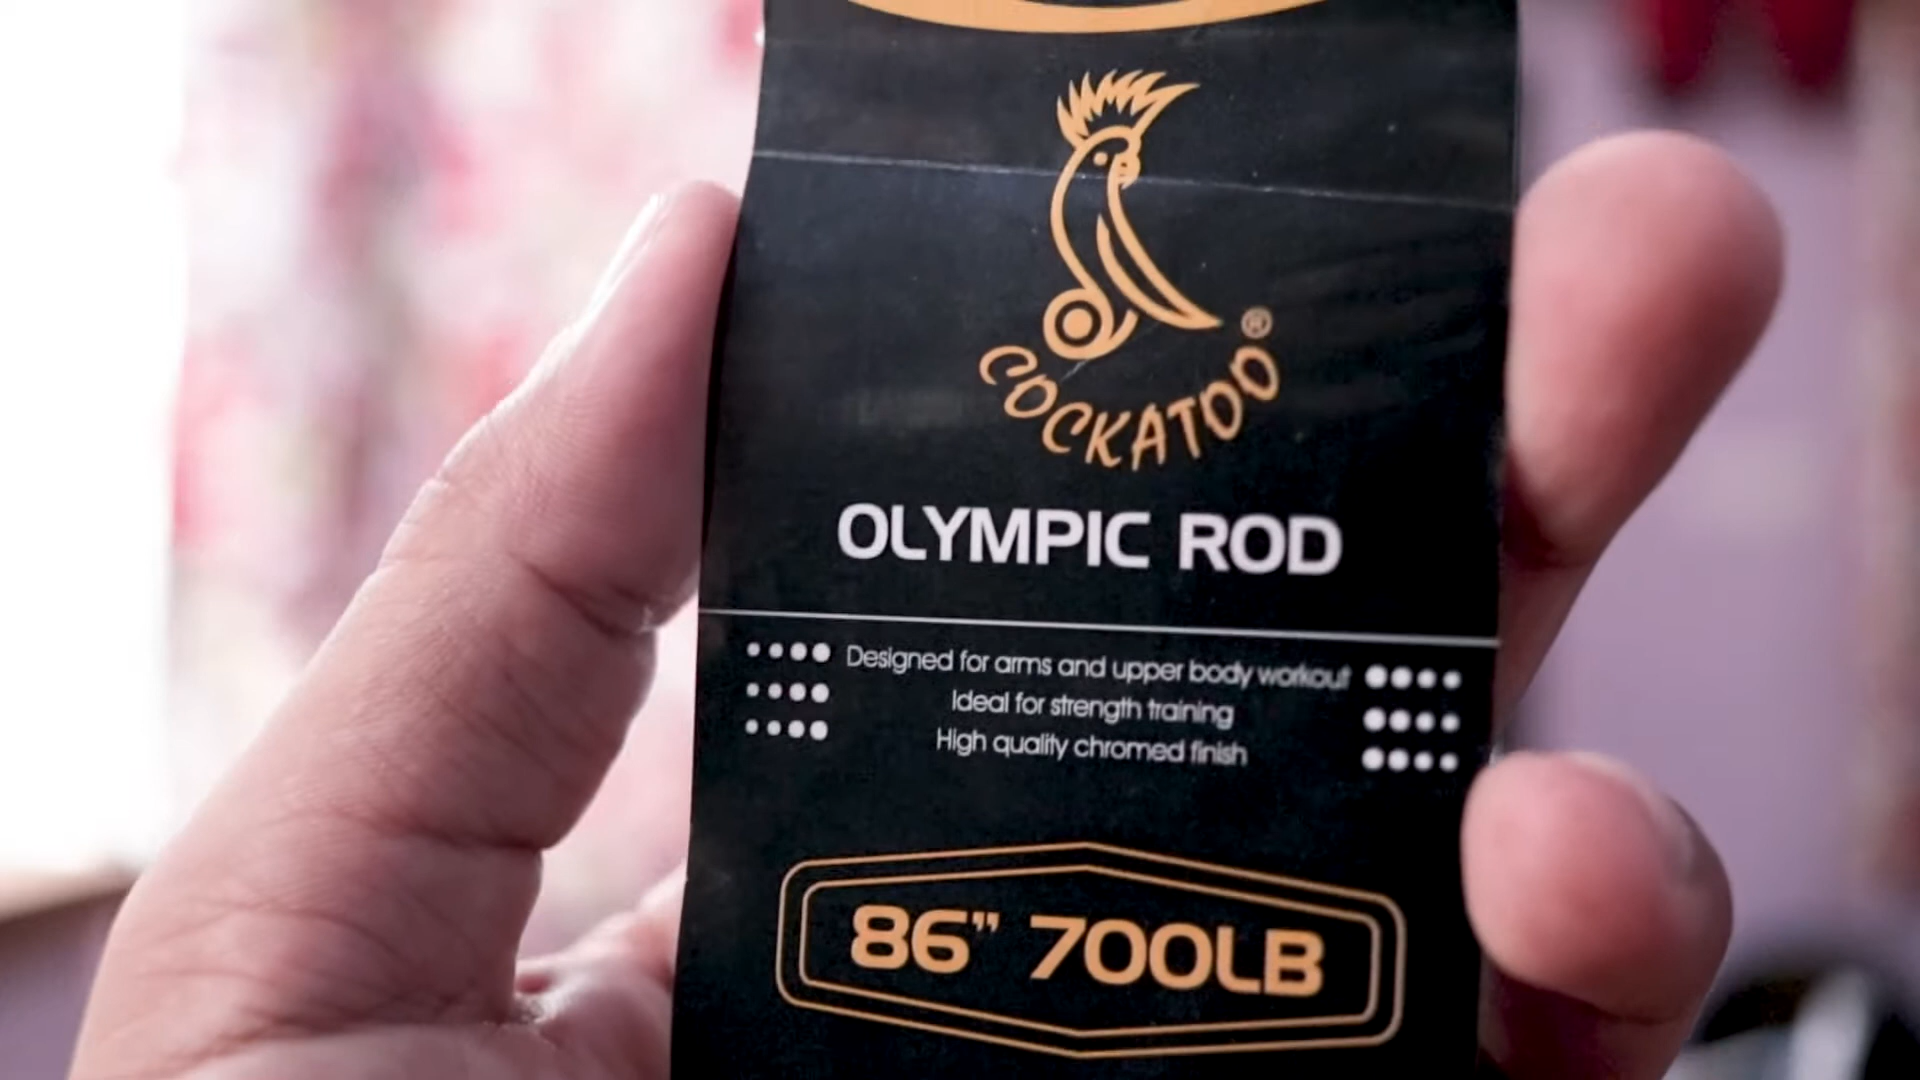 COCKATOO ®
OLYMPIC ROD
Designed for arms and upper body workout
Ideal for strength training
High quality chromed finish
86” 700LB